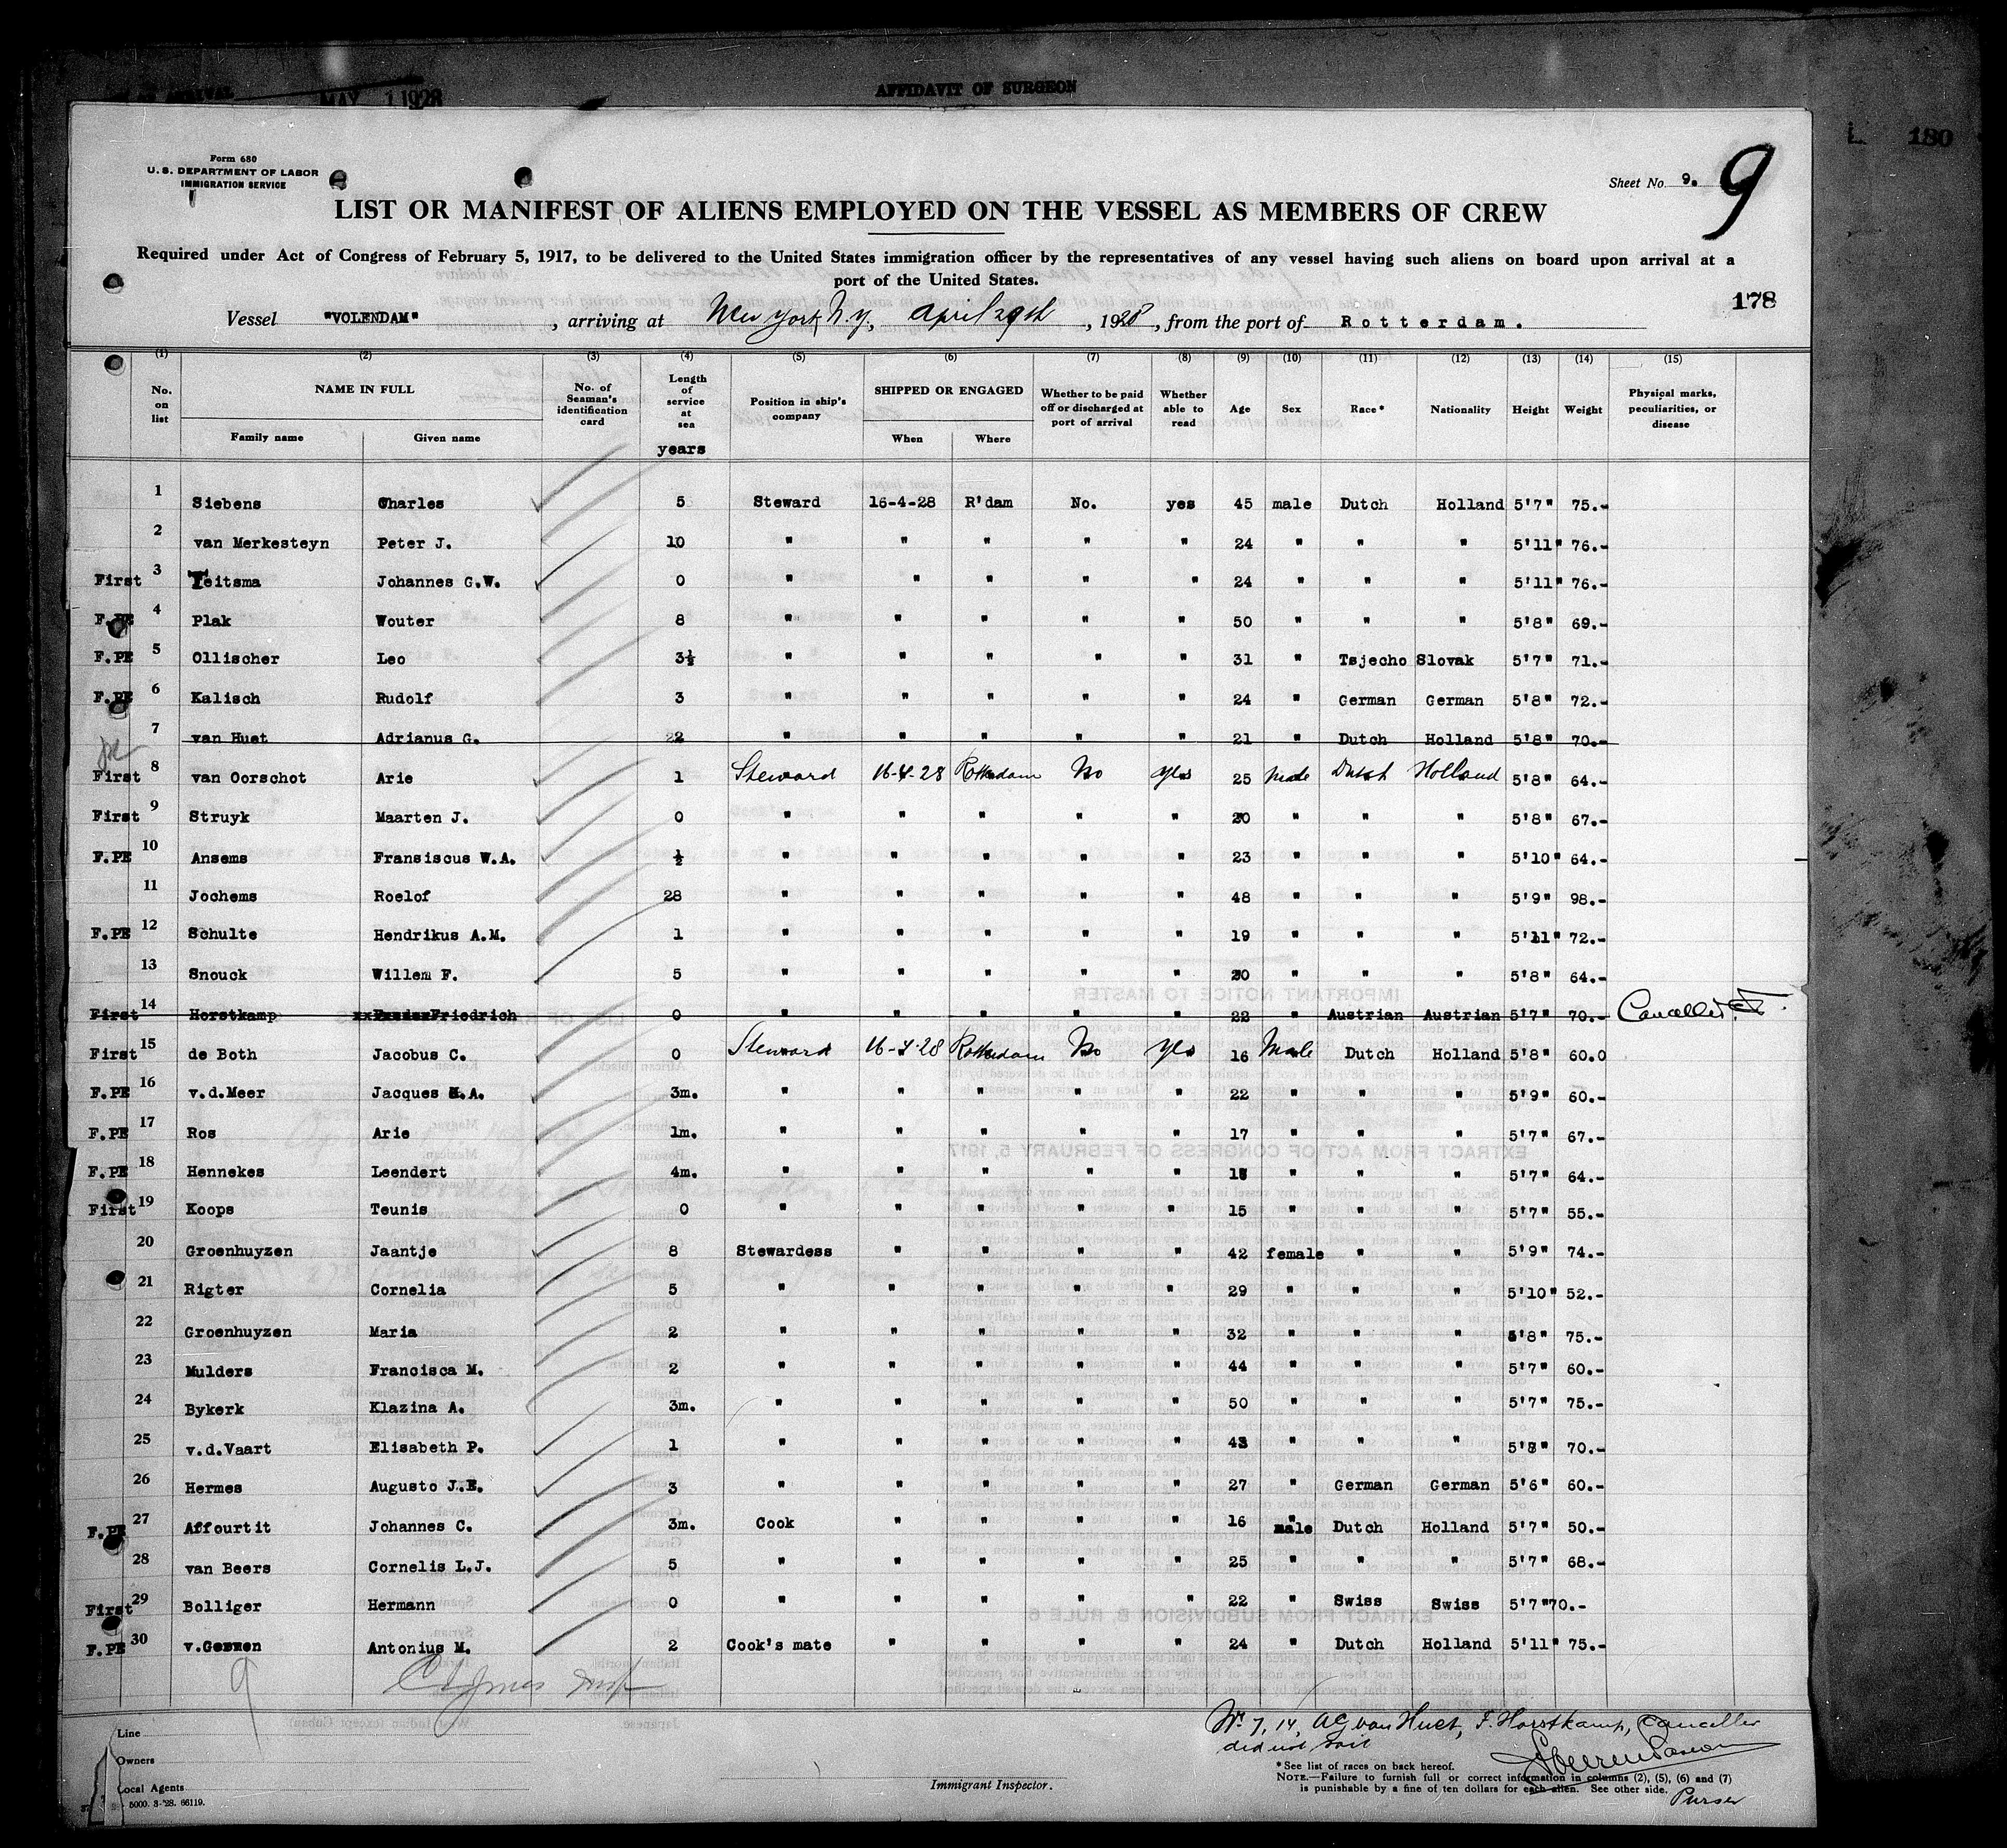 AFFIDAVIT OF SURGEON
MAY 1 1928
L 180
Form 680
U. S. DEPARTMENT OF LABOR
IMMIGRATION SERVICE
Sheet No. 9. 9
LIST OR MANIFEST OF ALIENS EMPLOYED ON THE VESSEL AS MEMBERS OF CREW
Required under Act of Congress of February 5, 1917, to be delivered to the United States immigration officer by the representatives of any vessel having such aliens on board upon arrival at a
port of the United States.
178
Vessel "VOLENDAM", arriving at New York, N.Y., April 29th, 1928, from the port of Rotterdam.
(1) (2) (3) (4) (5) (6) (7) (8) (9) (10) (11) (12) (13) (14) (15)
No. on list NAME IN FULL Family name Given name No. of Seaman's identification card Length of service at sea years Position in ship's company SHIPPED OR ENGAGED When Where Whether to be paid off or discharged at port of arrival Whether able to read Age Sex Race* Nationality Height Weight Physical marks, peculiarities, or disease
1 Siebens Charles 5 Steward 16-4-28 R'dam No. yes 45 male Dutch Holland 5'7" 75.-
2 van Merkesteyn Peter J. 10 " " " " " 24 " " " 5'11" 76.-
First 3 Teitsma Johannes G.W. 0 " " " " " 24 " " " 5'11" 76.-
F.PE 4 Plak Wouter 8 " " " " " 50 " " " 5'8" 69.-
F.PE 5 Ollischer Leo 3½ " " " " " 31 " Tsjecho Slovak 5'7" 71.-
F.PE 6 Kalisch Rudolf 3 " " " " " 24 " German German 5'8" 72.-
7 van Huet Adrianus G. 22 " " " " " 21 " Dutch Holland 5'8" 70.-
First 8 van Oorschot Arie 1 Steward 16-4-28 Rotterdam No yes 25 male Dutch Holland 5'8" 64.-
First 9 Struyk Maarten J. 0 " " " " " 20 " " " 5'8" 67.-
F.PE 10 Ansems Fransiscus W.A. ½ " " " " " 23 " " " 5'10" 64.-
11 Jochems Roelof 28 " " " " " 48 " " " 5'9" 98.-
F.PE 12 Schulte Hendrikus A.M. 1 " " " " " 19 " " " 5'11" 72.-
13 Snouck Willem F. 5 " " " " " 20 " " " 5'8" 64.-
First 14 Horstkamp Friedrich 0 " " " " " 22 " Austrian Austrian 5'7" 70.- Cancelled.
First 15 de Both Jacobus C. 0 Steward 16-4-28 Rotterdam No yes 16 Male Dutch Holland 5'8" 60.0
F.PE 16 v.d.Meer Jacques H.A. 3m. " " " " " 22 " " " 5'9" 60.-
F.PE 17 Ros Arie 1m. " " " " " 17 " " " 5'7" 67.-
F.PE 18 Hennekes Leendert 4m. " " " " " " " " 5'7" 64.-
First 19 Koops Teunis 0 " " " " " 15 " " " 5'7" 55.-
20 Groenhuyzen Jaantje 8 Stewardess " " " " 42 female " " 5'9" 74.-
21 Rigter Cornelia 5 " " " " " 29 " " " 5'10" 52.-
22 Groenhuyzen Maria 2 " " " " " 32 " " " 5'8" 75.-
23 Mulders Francisca M. 2 " " " " " 44 " " " 5'7" 60.-
24 Bykerk Klazina A. 3m. " " " " " 50 " " " 5'7" 75.-
25 v.d.Vaart Elisabeth P. 1 " " " " " 43 " " " 5'8" 70.-
26 Hermes Augusto J.E. 3 " " " " " 27 " German German 5'6" 60.-
F.PE 27 Affourtit Johannes C. 3m. Cook " " " " 16 male Dutch Holland 5'7" 50.-
28 van Beers Cornelis L.J. 5 " " " " " 25 " " " 5'7" 68.-
First 29 Bolliger Hermann 0 " " " " " 22 " Swiss Swiss 5'7" 70.-
F.PE 30 v.Gennen Antonius M. 2 Cook's mate " " " " 24 " Dutch Holland 5'11" 75.-
9
Nr 7, 14, AG van Huet, F. Horstkamp, Cancelled
did not sail
Line
Owners
Local Agents
Immigrant Inspector.
*See list of races on back hereof.
NOTE.—Failure to furnish full or correct information in columns (2), (5), (6) and (7)
is punishable by a fine of ten dollars for each alien. See other side.
Purser
5000. 3-'28. 66119.